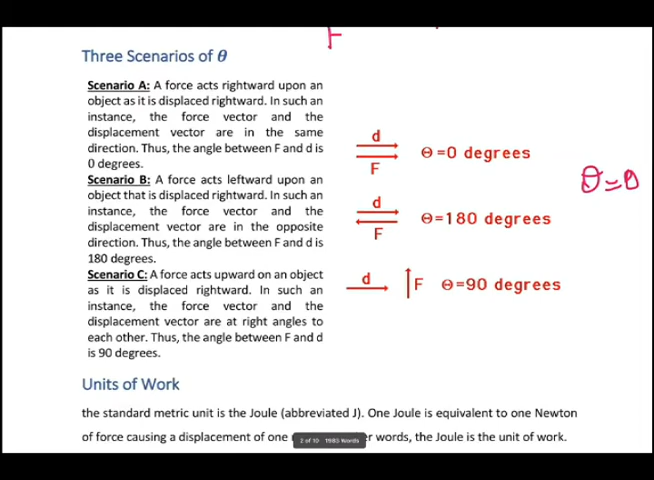 F
Three Scenarios of θ
Scenario A: A force acts rightward upon an
object as it is displaced rightward. In such an
instance, the force vector and the
displacement vector are in the same
direction. Thus, the angle between F and d is
0 degrees.
Scenario B: A force acts leftward upon an
object that is displaced rightward. In such an
instance, the force vector and the
displacement vector are in the opposite
direction. Thus, the angle between F and d is
180 degrees.
Scenario C: A force acts upward on an object
as it is displaced rightward. In such an
instance, the force vector and the
displacement vector are at right angles to
each other. Thus, the angle between F and d
is 90 degrees.
d
F
Θ=0 degrees
d
F
Θ=180 degrees
d
F
Θ=90 degrees
θ=0
Units of Work
the standard metric unit is the Joule (abbreviated J). One Joule is equivalent to one Newton
of force causing a displacement of one r words, the Joule is the unit of work.
2 of 10 1983 Words